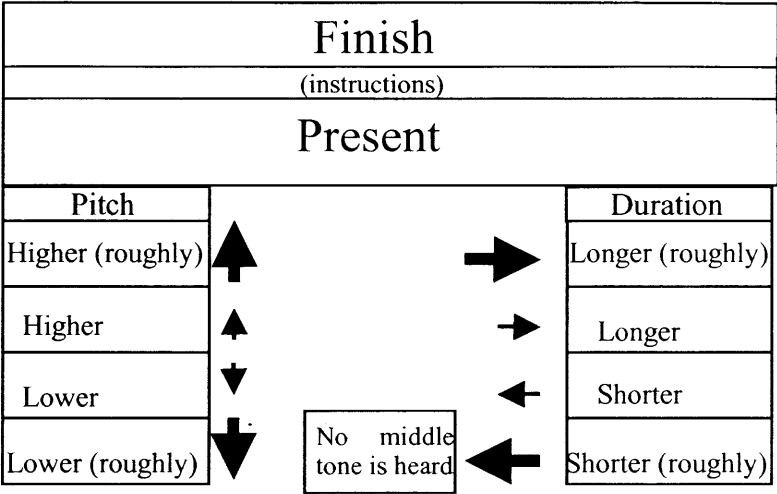 Finish
(instructions)
Present
Pitch
Higher (roughly)
Higher
Lower
Lower (roughly)
No middle
tone is heard
Duration
Longer (roughly)
Longer
Shorter
Shorter (roughly)